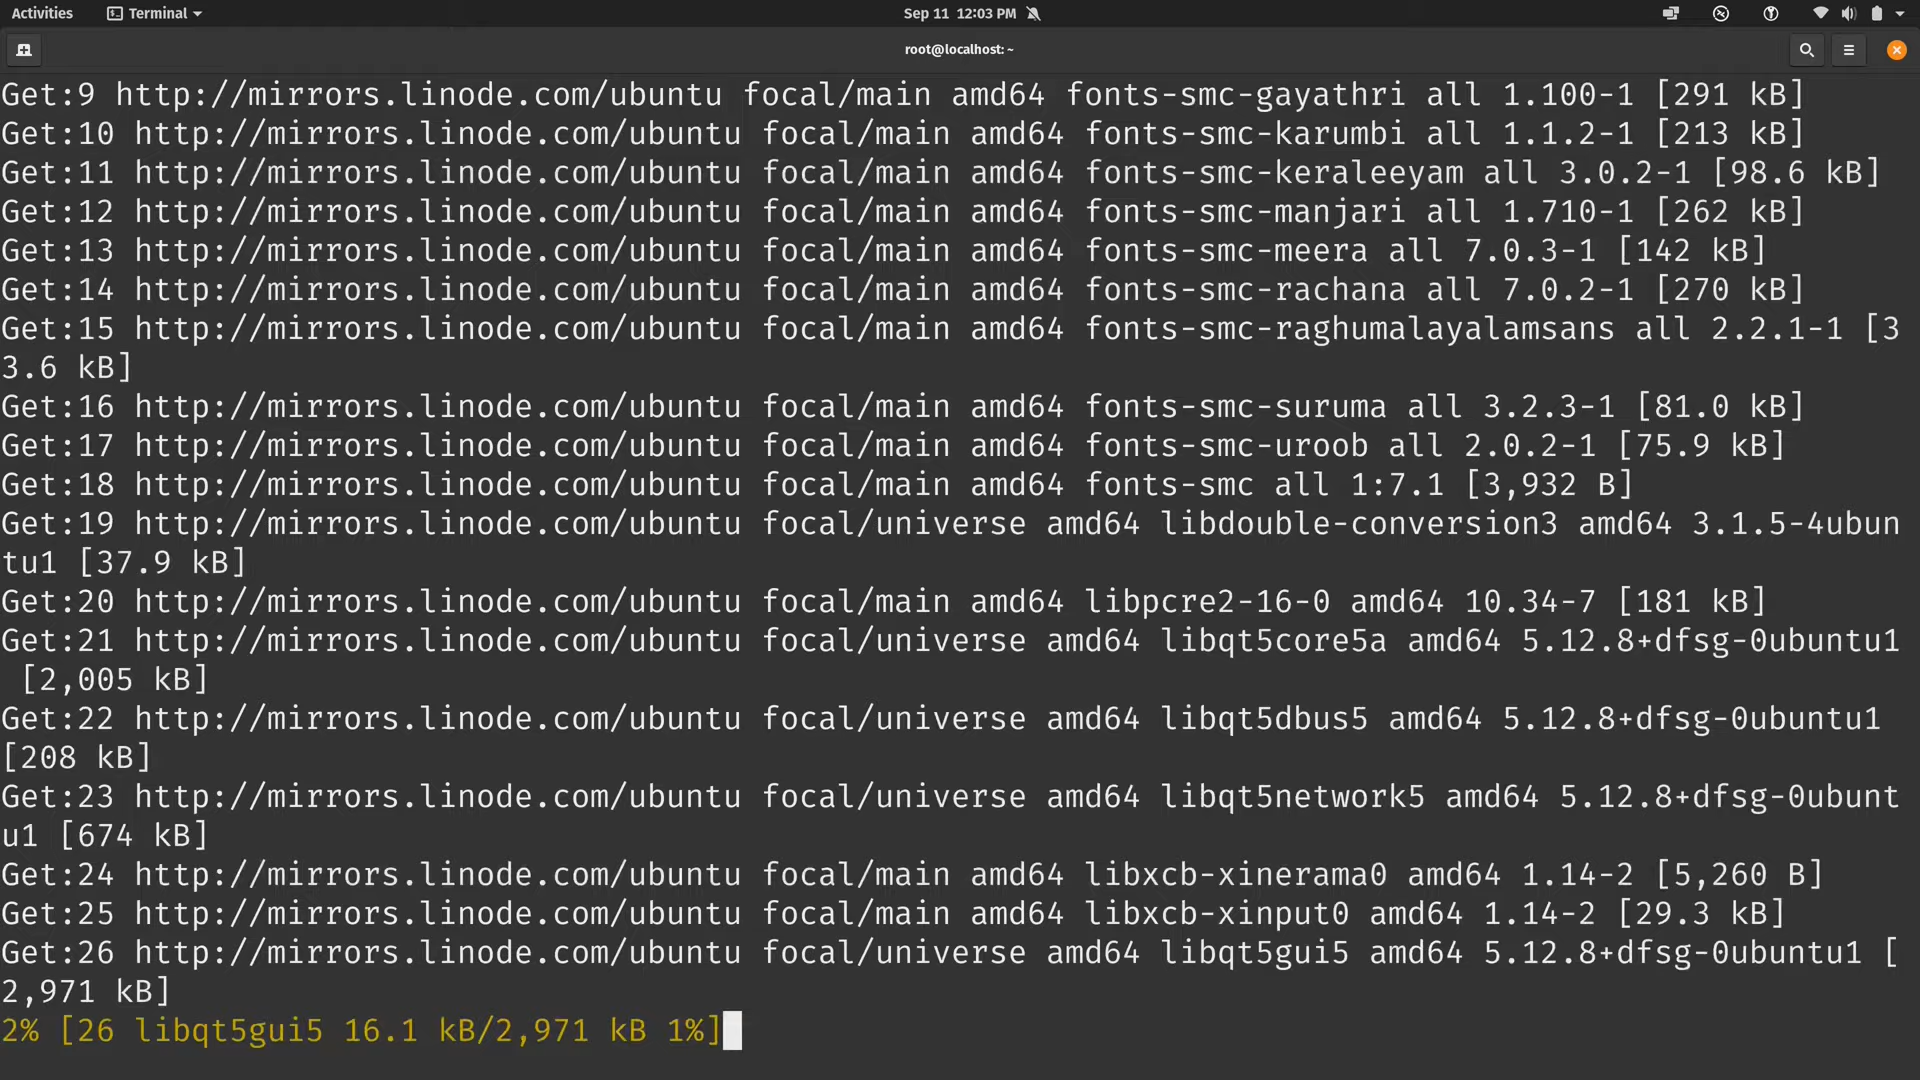 Activities Terminal Sep 11 12:03 PM
root@localhost: ~
Get:9 http://mirrors.linode.com/ubuntu focal/main amd64 fonts-smc-gayathri all 1.100-1 [291 kB]
Get:10 http://mirrors.linode.com/ubuntu focal/main amd64 fonts-smc-karumbi all 1.1.2-1 [213 kB]
Get:11 http://mirrors.linode.com/ubuntu focal/main amd64 fonts-smc-keraleeyam all 3.0.2-1 [98.6 kB]
Get:12 http://mirrors.linode.com/ubuntu focal/main amd64 fonts-smc-manjari all 1.710-1 [262 kB]
Get:13 http://mirrors.linode.com/ubuntu focal/main amd64 fonts-smc-meera all 7.0.3-1 [142 kB]
Get:14 http://mirrors.linode.com/ubuntu focal/main amd64 fonts-smc-rachana all 7.0.2-1 [270 kB]
Get:15 http://mirrors.linode.com/ubuntu focal/main amd64 fonts-smc-raghumalayalamsans all 2.2.1-1 [3
3.6 kB]
Get:16 http://mirrors.linode.com/ubuntu focal/main amd64 fonts-smc-suruma all 3.2.3-1 [81.0 kB]
Get:17 http://mirrors.linode.com/ubuntu focal/main amd64 fonts-smc-uroob all 2.0.2-1 [75.9 kB]
Get:18 http://mirrors.linode.com/ubuntu focal/main amd64 fonts-smc all 1:7.1 [3,932 B]
Get:19 http://mirrors.linode.com/ubuntu focal/universe amd64 libdouble-conversion3 amd64 3.1.5-4ubun
tu1 [37.9 kB]
Get:20 http://mirrors.linode.com/ubuntu focal/main amd64 libpcre2-16-0 amd64 10.34-7 [181 kB]
Get:21 http://mirrors.linode.com/ubuntu focal/universe amd64 libqt5core5a amd64 5.12.8+dfsg-0ubuntu1
 [2,005 kB]
Get:22 http://mirrors.linode.com/ubuntu focal/universe amd64 libqt5dbus5 amd64 5.12.8+dfsg-0ubuntu1
[208 kB]
Get:23 http://mirrors.linode.com/ubuntu focal/universe amd64 libqt5network5 amd64 5.12.8+dfsg-0ubunt
u1 [674 kB]
Get:24 http://mirrors.linode.com/ubuntu focal/main amd64 libxcb-xinerama0 amd64 1.14-2 [5,260 B]
Get:25 http://mirrors.linode.com/ubuntu focal/main amd64 libxcb-xinput0 amd64 1.14-2 [29.3 kB]
Get:26 http://mirrors.linode.com/ubuntu focal/universe amd64 libqt5gui5 amd64 5.12.8+dfsg-0ubuntu1 [
2,971 kB]
2% [26 libqt5gui5 16.1 kB/2,971 kB 1%]